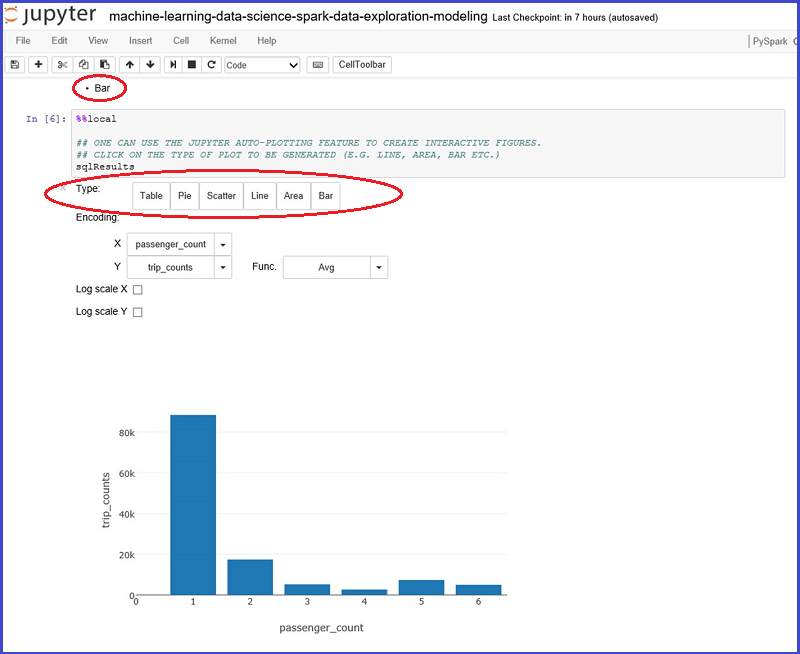 jupyter machine-learning-data-science-spark-data-exploration-modeling Last Checkpoint: in 7 hours (autosaved)
File Edit View Insert Cell Kernel Help PySpark
Code CellToolbar
• Bar
In [6]: %%local
## ONE CAN USE THE JUPYTER AUTO-PLOTTING FEATURE TO CREATE INTERACTIVE FIGURES.
## CLICK ON THE TYPE OF PLOT TO BE GENERATED (E.G. LINE, AREA, BAR ETC.)
sqlResults
Type: Table Pie Scatter Line Area Bar
Encoding:
X passenger_count
Y trip_counts Func. Avg
Log scale X
Log scale Y
80k
60k
40k
20k
0
trip_counts
0 1 2 3 4 5 6
passenger_count